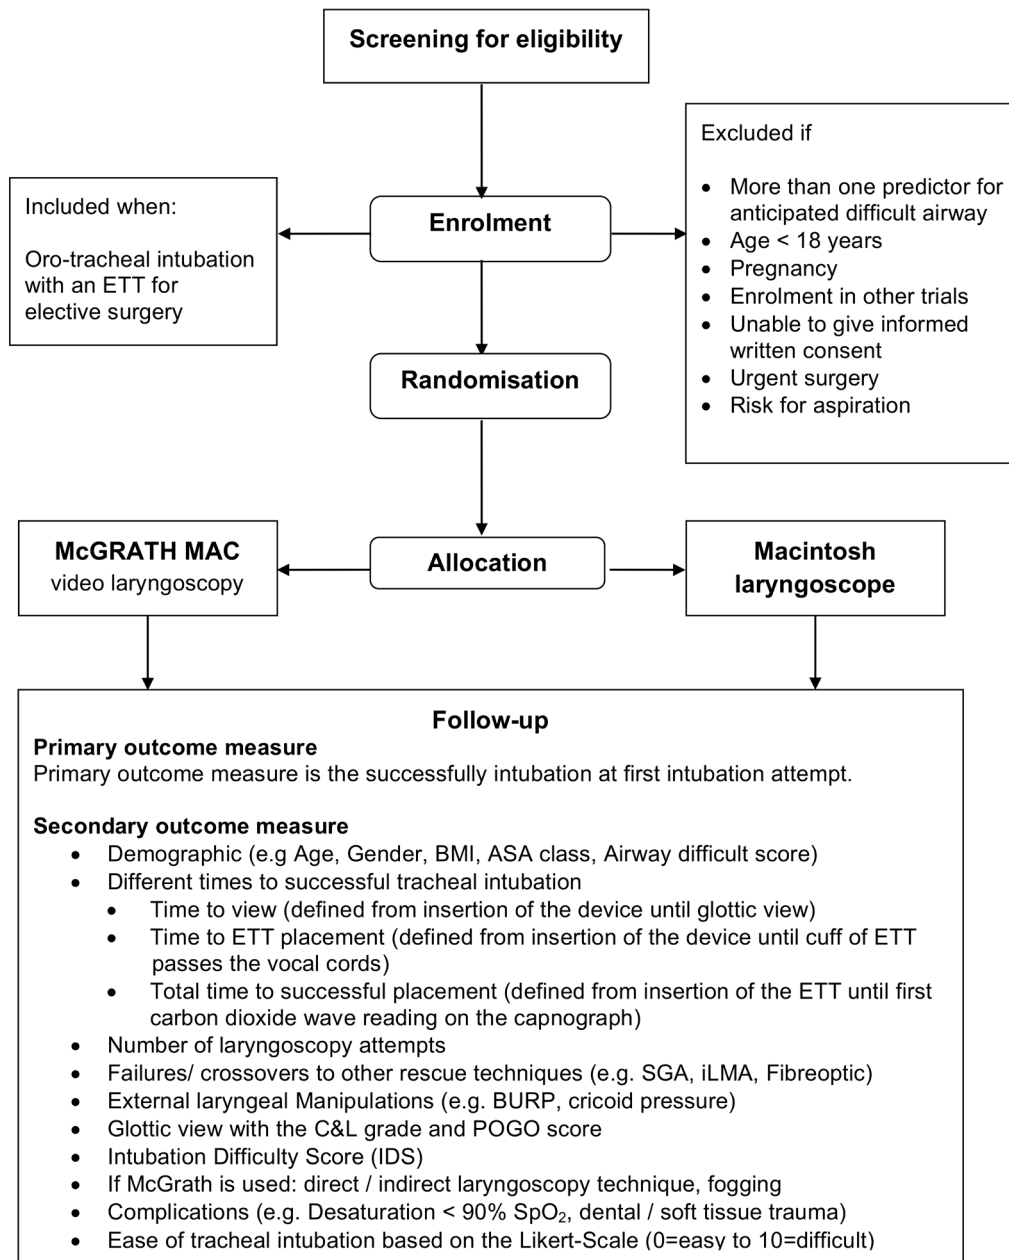 Screening for eligibility
Excluded if
• More than one predictor for
anticipated difficult airway
• Age < 18 years
• Pregnancy
• Enrolment in other trials
• Unable to give informed
written consent
• Urgent surgery
• Risk for aspiration
Included when:
Oro-tracheal intubation
with an ETT for
elective surgery
Enrolment
Randomisation
McGRATH MAC
video laryngoscopy
Allocation
Macintosh
laryngoscope
Follow-up
Primary outcome measure
Primary outcome measure is the successfully intubation at first intubation attempt.
Secondary outcome measure
• Demographic (e.g Age, Gender, BMI, ASA class, Airway difficult score)
• Different times to successful tracheal intubation
• Time to view (defined from insertion of the device until glottic view)
• Time to ETT placement (defined from insertion of the device until cuff of ETT
passes the vocal cords)
• Total time to successful placement (defined from insertion of the ETT until first
carbon dioxide wave reading on the capnograph)
• Number of laryngoscopy attempts
• Failures/ crossovers to other rescue techniques (e.g. SGA, iLMA, Fibreoptic)
• External laryngeal Manipulations (e.g. BURP, cricoid pressure)
• Glottic view with the C&L grade and POGO score
• Intubation Difficulty Score (IDS)
• If McGrath is used: direct / indirect laryngoscopy technique, fogging
• Complications (e.g. Desaturation < 90% SpO₂, dental / soft tissue trauma)
• Ease of tracheal intubation based on the Likert-Scale (0=easy to 10=difficult)